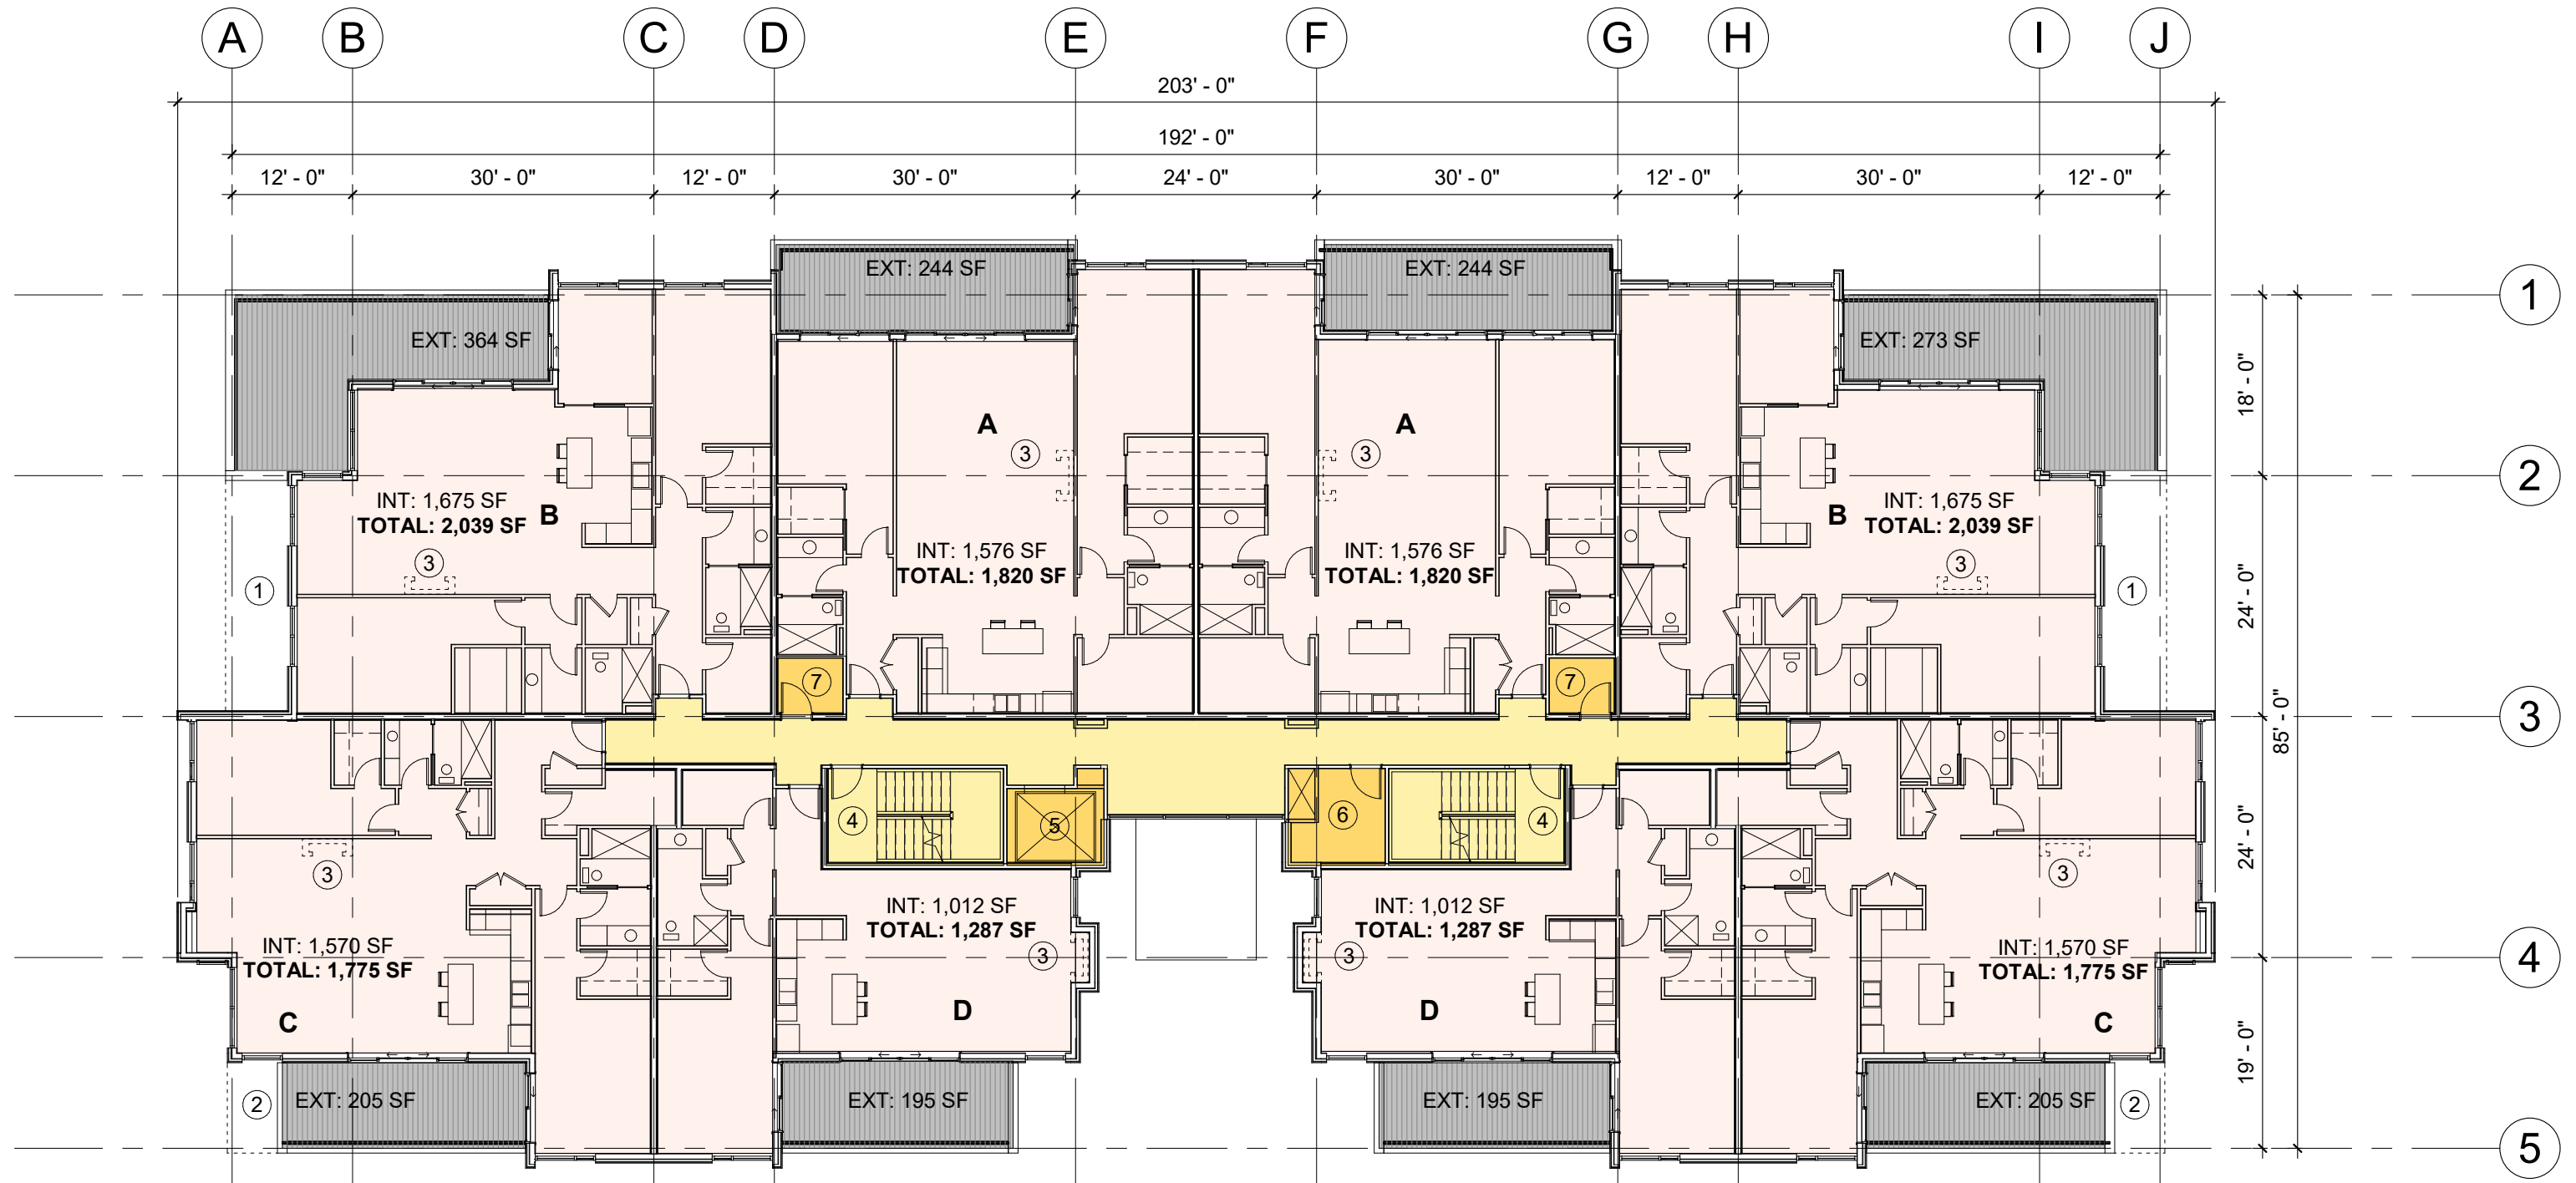 A B C D E F G H I J
203' - 0"
192' - 0"
12' - 0" 30' - 0" 12' - 0" 30' - 0" 24' - 0" 30' - 0" 12' - 0" 30' - 0" 12' - 0"
EXT: 244 SF EXT: 244 SF
1
EXT: 364 SF EXT: 273 SF
18' - 0"
A A
3 3
2
INT: 1,675 SF INT: 1,675 SF
TOTAL: 2,039 SF B B TOTAL: 2,039 SF
INT: 1,576 SF INT: 1,576 SF
TOTAL: 1,820 SF TOTAL: 1,820 SF
3 3
1 1
24' - 0"
7 7
3
85' - 0"
4 5 6 4
24' - 0"
3 3
INT: 1,012 SF INT: 1,012 SF
TOTAL: 1,287 SF TOTAL: 1,287 SF
INT: 1,570 SF INT: 1,570 SF
TOTAL: 1,775 SF 3 3 TOTAL: 1,775 SF
4
C D D C
19' - 0"
2 EXT: 205 SF EXT: 195 SF EXT: 195 SF EXT: 205 SF 2
5